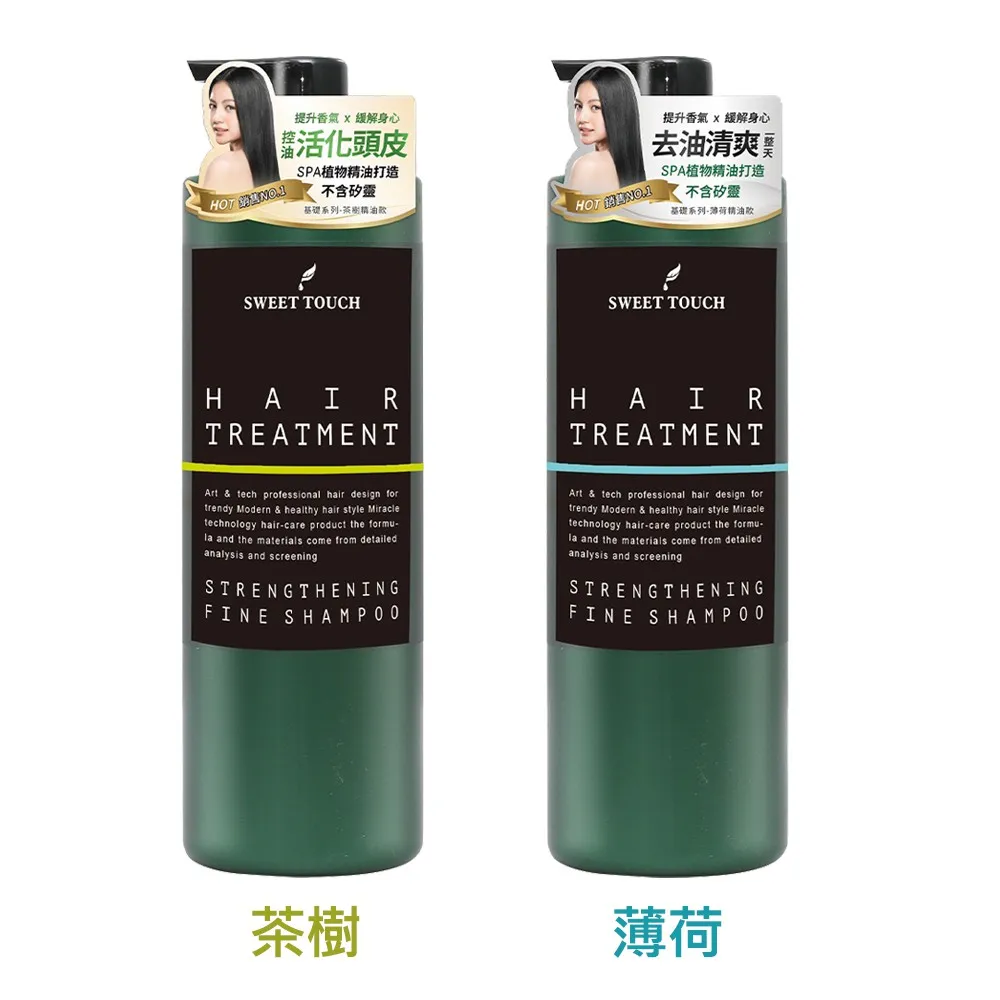 提升香氣 x 緩解身心
控油 活化頭皮
SPA植物精油打造
不含矽靈
HOT 銷售NO.1
基礎系列-茶樹精油款
SWEET TOUCH
HAIR
TREATMENT
Art & tech professional hair design for
trendy Modern & healthy hair style Miracle
technology hair-care product the formu-
la and the materials come from detailed
analysis and screening
STRENGTHENING
FINE SHAMPOO
茶樹
提升香氣 x 緩解身心
去油清爽 一整天
SPA植物精油打造
不含矽靈
HOT 銷售NO.1
基礎系列-薄荷精油款
SWEET TOUCH
HAIR
TREATMENT
Art & tech professional hair design for
trendy Modern & healthy hair style Miracle
technology hair-care product the formu-
la and the materials come from detailed
analysis and screening
STRENGTHENING
FINE SHAMPOO
薄荷